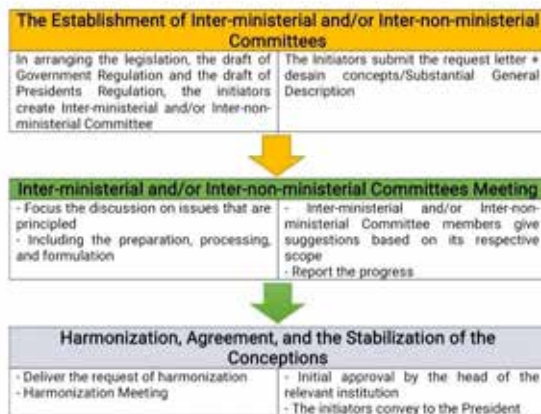 The Establishment of Inter-ministerial and/or Inter-non-ministerial
Committees
In arranging the legislation, the draft of
Government Regulation and the draft of
Presidents Regulation, the initiators
create Inter-ministerial and/or Inter-non-
ministerial Committee
The Initiators submit the request letter +
desain concepts/Substantial General
Description
Inter-ministerial and/or Inter-non-ministerial Committees Meeting
- Focus the discussion on issues that are
principled
- Including the preparation, processing,
and formulation
- Inter-ministerial and/or Inter-non-
ministerial Committee members give
suggestions based on its respective
scope
- Report the progress
Harmonization, Agreement, and the Stabilization of the
Conceptions
- Deliver the request of harmonization
- Harmonization Meeting
- Initial approval by the head of the
relevant institution
- The initiators convey to the President